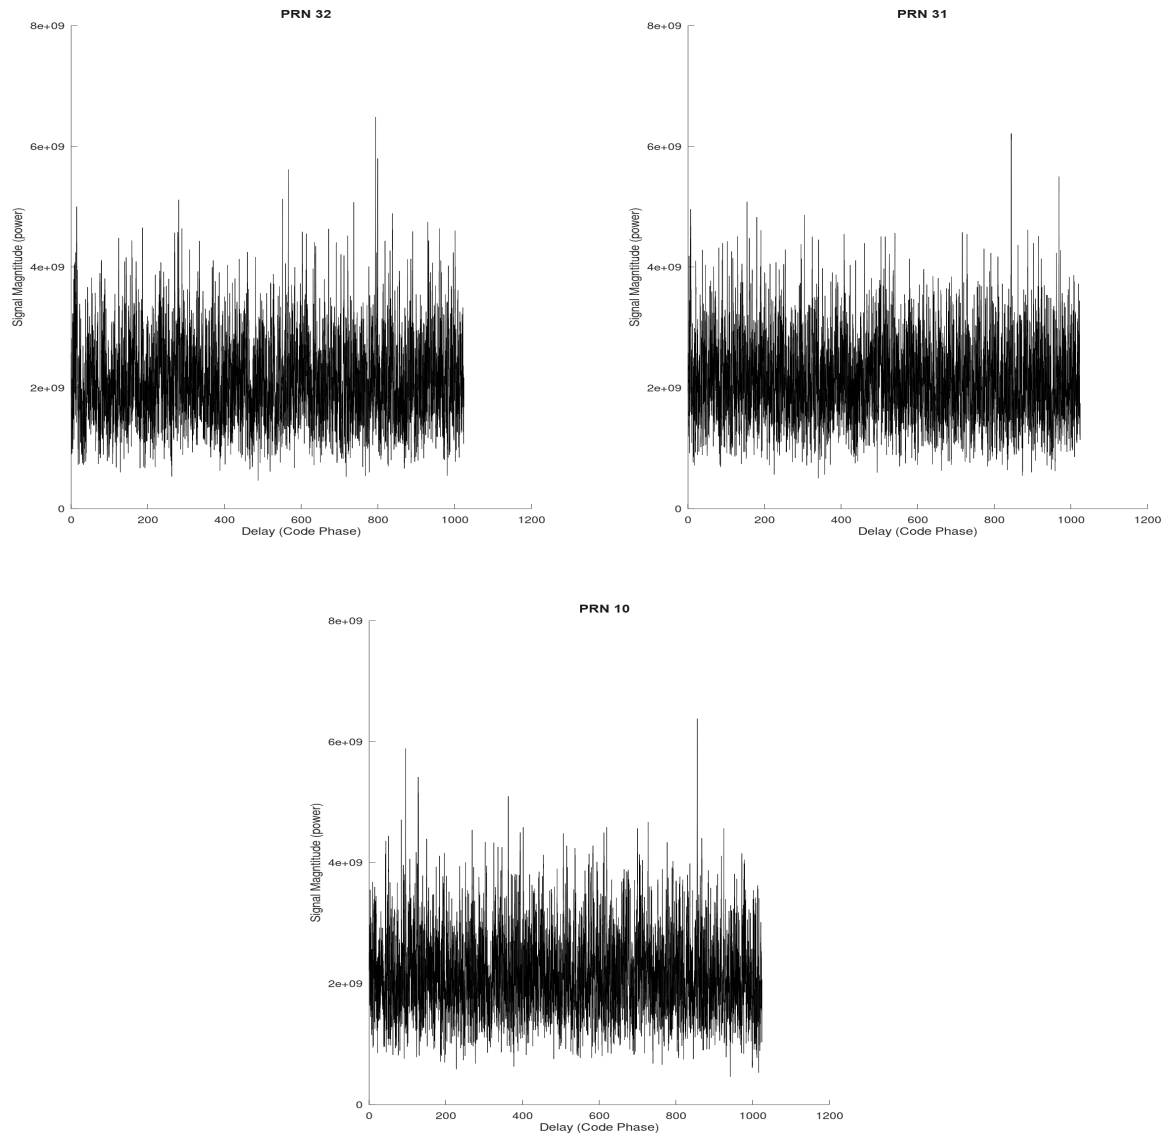 PRN 32
8e+09
6e+09
4e+09
2e+09
0
Signal Magntitude (power)
0 200 400 600 800 1000 1200
Delay (Code Phase)
PRN 31
8e+09
6e+09
4e+09
2e+09
0
Signal Magntitude (power)
0 200 400 600 800 1000 1200
Delay (Code Phase)
PRN 10
8e+09
6e+09
4e+09
2e+09
0
Signal Magntitude (power)
0 200 400 600 800 1000 1200
Delay (Code Phase)